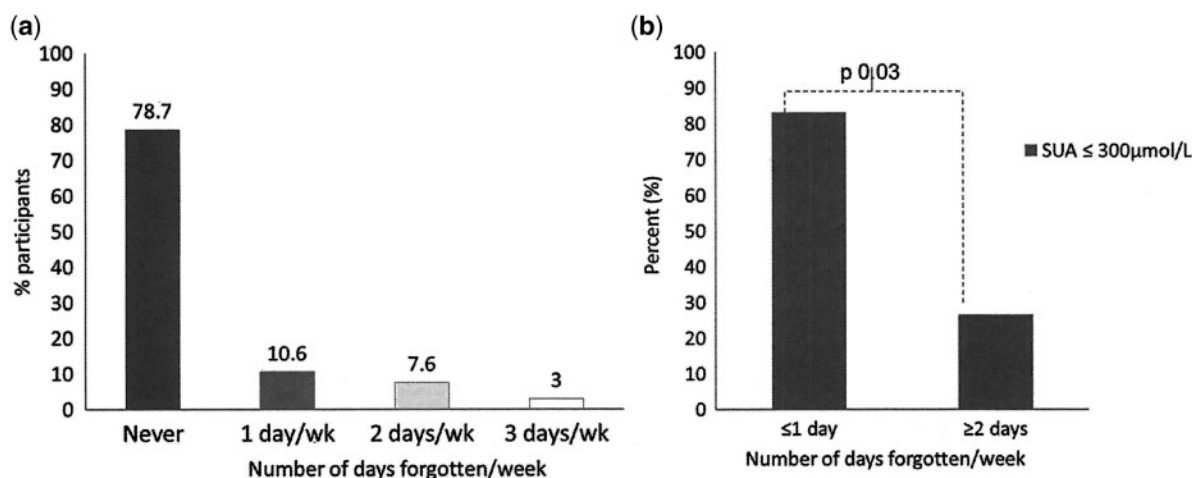 (a)
100
90
80
70
60
50
40
30
20
10
0
% participants
78.7
10.6
7.6
3
Never 1 day/wk 2 days/wk 3 days/wk
Number of days forgotten/week
(b)
100
90
80
70
60
50
40
30
20
10
0
Percent (%)
p 0.03
SUA ≤ 300µmol/L
≤1 day ≥2 days
Number of days forgotten/week